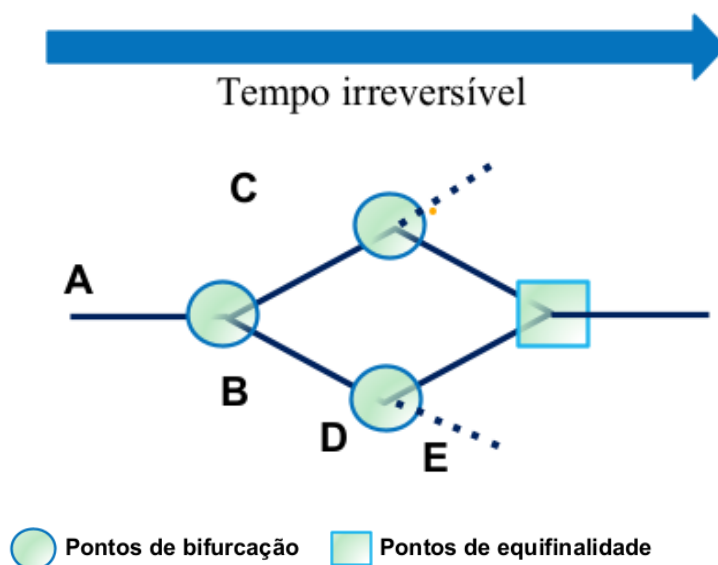 Tempo irreversível
C
A
B
D
E
Pontos de bifurcação
Pontos de equifinalidade